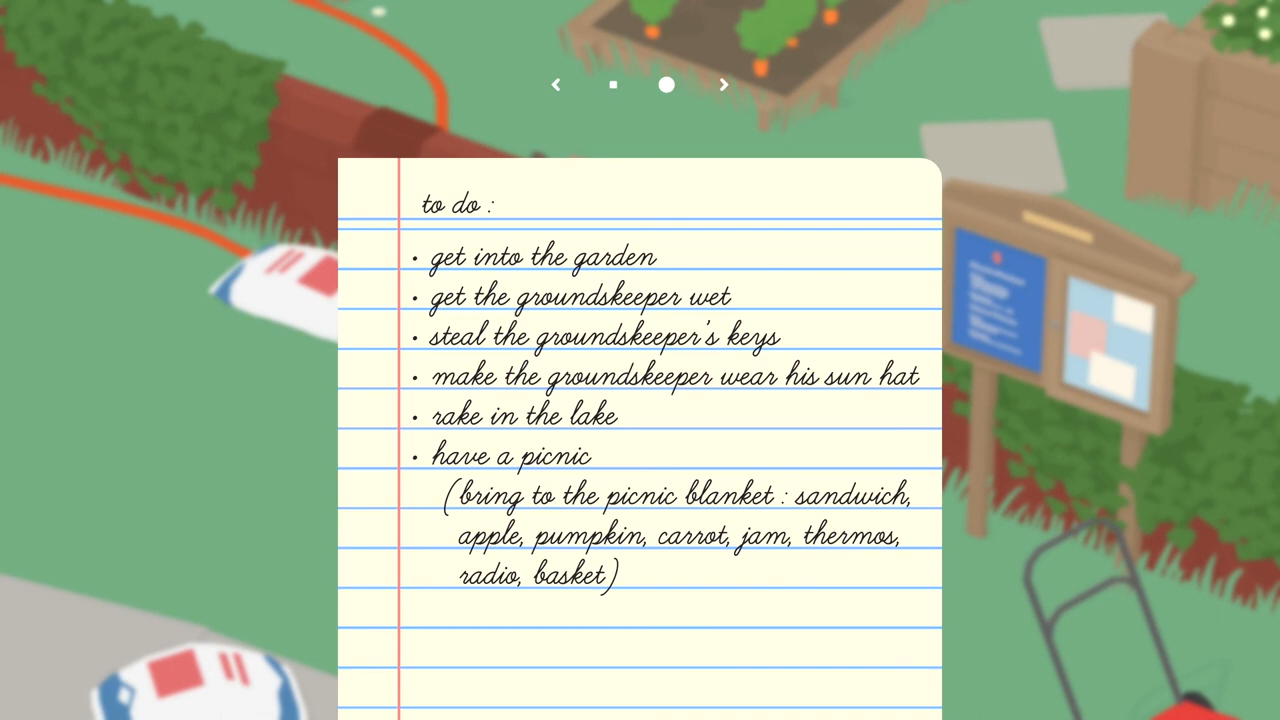 to do :
• get into the garden
• get the groundskeeper wet
• steal the groundskeeper's keys
• make the groundskeeper wear his sun hat
• rake in the lake
• have a picnic
(bring to the picnic blanket : sandwich,
apple, pumpkin, carrot, jam, thermos,
radio, basket)